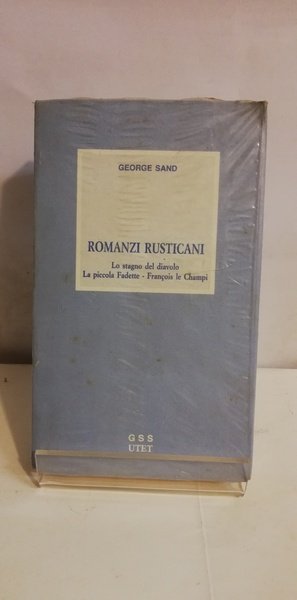 GEORGE SAND
ROMANZI RUSTICANI
Lo stagno del diavolo
La piccola Fadette - François le Champi
GSS
UTET